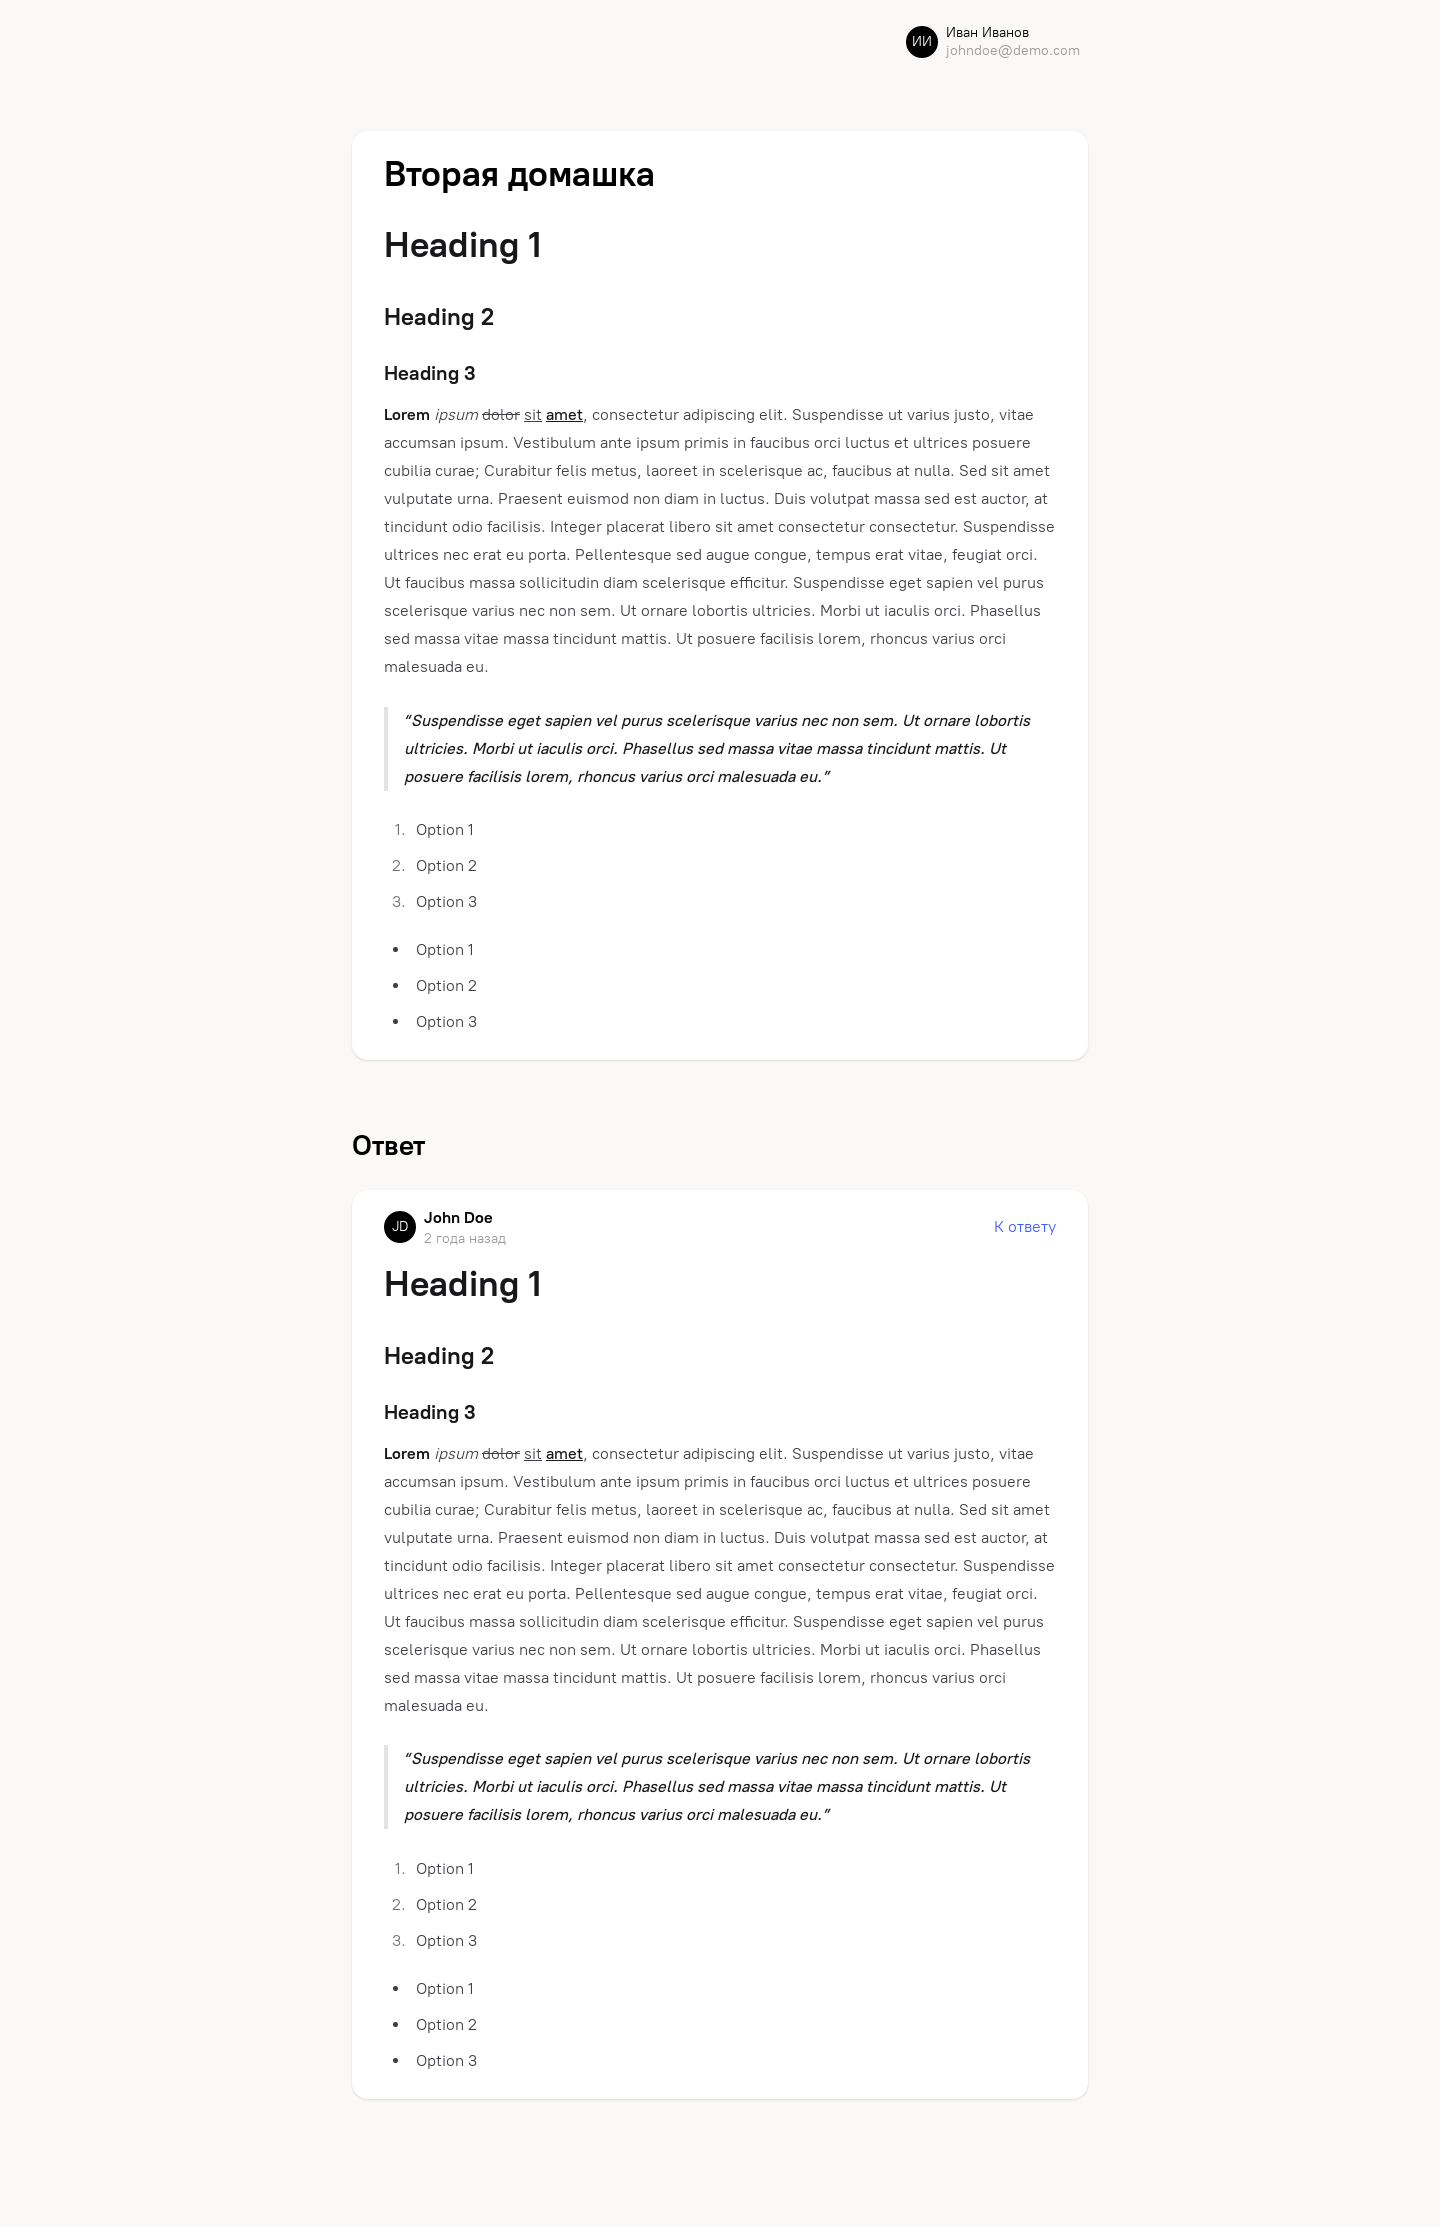 ИИ
Иван Иванов
johndoe@demo.com
Вторая домашка
Heading 1
Heading 2
Heading 3
Lorem ipsum dolor sit amet, consectetur adipiscing elit. Suspendisse ut varius justo, vitae
accumsan ipsum. Vestibulum ante ipsum primis in faucibus orci luctus et ultrices posuere
cubilia curae; Curabitur felis metus, laoreet in scelerisque ac, faucibus at nulla. Sed sit amet
vulputate urna. Praesent euismod non diam in luctus. Duis volutpat massa sed est auctor, at
tincidunt odio facilisis. Integer placerat libero sit amet consectetur consectetur. Suspendisse
ultrices nec erat eu porta. Pellentesque sed augue congue, tempus erat vitae, feugiat orci.
Ut faucibus massa sollicitudin diam scelerisque efficitur. Suspendisse eget sapien vel purus
scelerisque varius nec non sem. Ut ornare lobortis ultricies. Morbi ut iaculis orci. Phasellus
sed massa vitae massa tincidunt mattis. Ut posuere facilisis lorem, rhoncus varius orci
malesuada eu.
“Suspendisse eget sapien vel purus scelerisque varius nec non sem. Ut ornare lobortis
ultricies. Morbi ut iaculis orci. Phasellus sed massa vitae massa tincidunt mattis. Ut
posuere facilisis lorem, rhoncus varius orci malesuada eu.”
1. Option 1
2. Option 2
3. Option 3
• Option 1
• Option 2
• Option 3
Ответ
JD
John Doe
2 года назад
К ответу
Heading 1
Heading 2
Heading 3
Lorem ipsum dolor sit amet, consectetur adipiscing elit. Suspendisse ut varius justo, vitae
accumsan ipsum. Vestibulum ante ipsum primis in faucibus orci luctus et ultrices posuere
cubilia curae; Curabitur felis metus, laoreet in scelerisque ac, faucibus at nulla. Sed sit amet
vulputate urna. Praesent euismod non diam in luctus. Duis volutpat massa sed est auctor, at
tincidunt odio facilisis. Integer placerat libero sit amet consectetur consectetur. Suspendisse
ultrices nec erat eu porta. Pellentesque sed augue congue, tempus erat vitae, feugiat orci.
Ut faucibus massa sollicitudin diam scelerisque efficitur. Suspendisse eget sapien vel purus
scelerisque varius nec non sem. Ut ornare lobortis ultricies. Morbi ut iaculis orci. Phasellus
sed massa vitae massa tincidunt mattis. Ut posuere facilisis lorem, rhoncus varius orci
malesuada eu.
“Suspendisse eget sapien vel purus scelerisque varius nec non sem. Ut ornare lobortis
ultricies. Morbi ut iaculis orci. Phasellus sed massa vitae massa tincidunt mattis. Ut
posuere facilisis lorem, rhoncus varius orci malesuada eu.”
1. Option 1
2. Option 2
3. Option 3
• Option 1
• Option 2
• Option 3